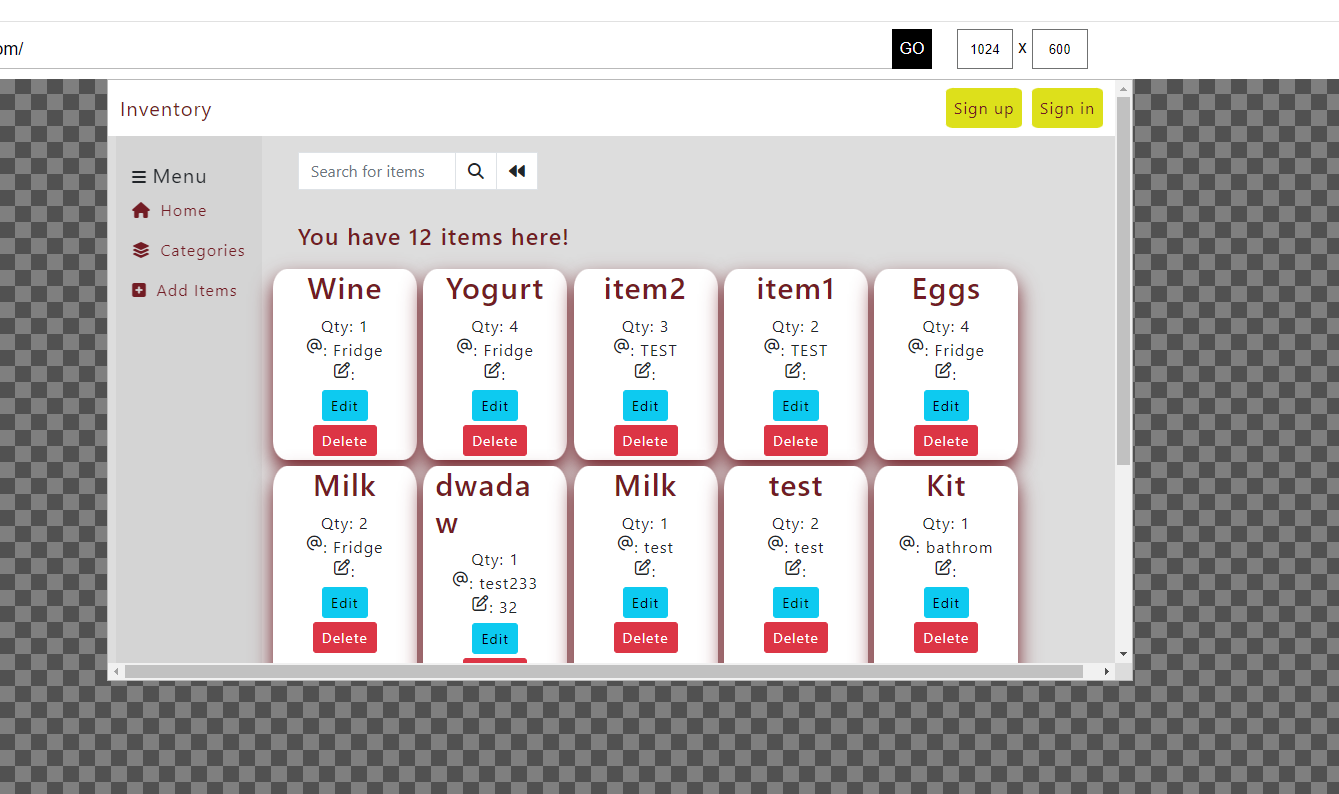 om/ GO 1024 X 600
Inventory Sign up Sign in
Menu
Home
Categories
Add Items
Search for items
You have 12 items here!
Wine Yogurt item2 item1 Eggs
Qty: 1 Qty: 4 Qty: 3 Qty: 2 Qty: 4
@: Fridge @: Fridge @: TEST @: TEST @: Fridge
: : : : :
Edit Edit Edit Edit Edit
Delete Delete Delete Delete Delete
Milk dwada Milk test Kit
w
Qty: 2 Qty: 1 Qty: 1 Qty: 2 Qty: 1
@: Fridge @: test233 @: test @: test @: bathrom
: : 32 : : :
Edit Edit Edit Edit Edit
Delete Delete Delete Delete